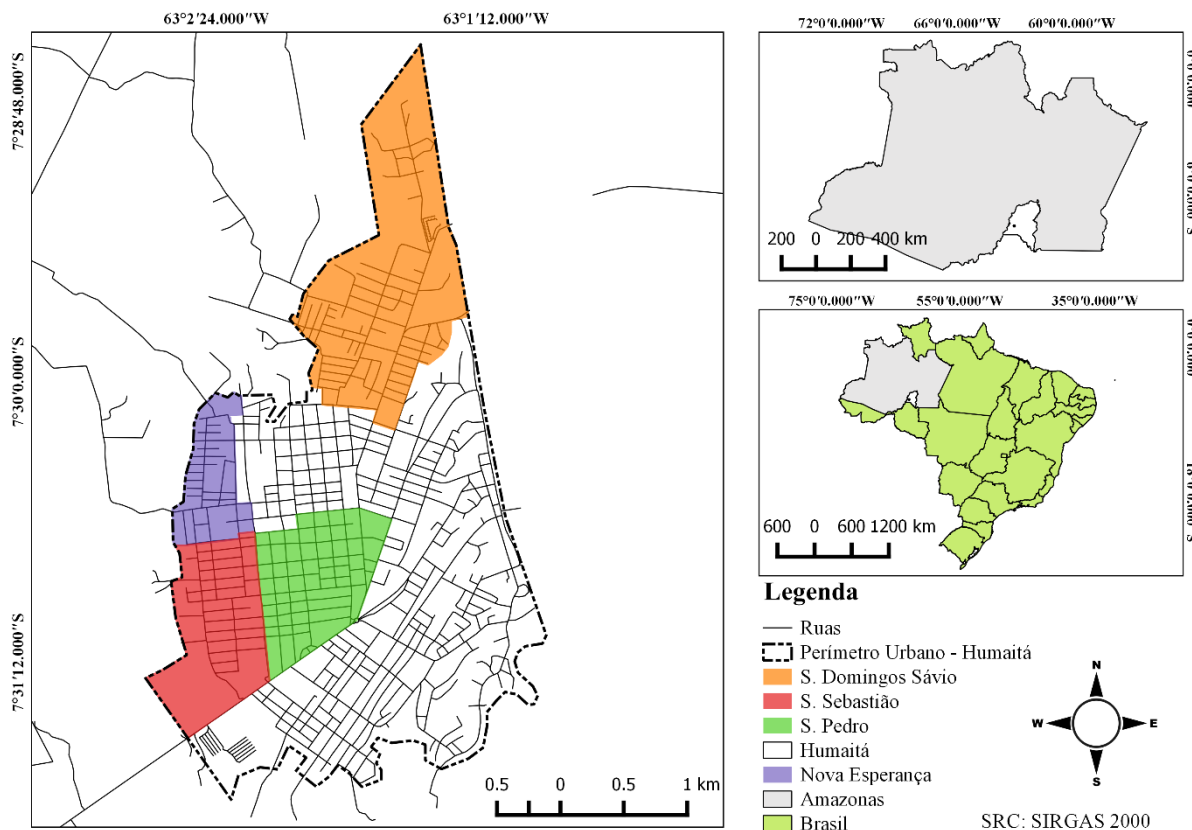 63°2'24.000"W 63°1'12.000"W
7°28'48.000"S
7°30'0.000"S
7°31'12.000"S
0.5 0 0.5 1 km
72°0'0.000"W 66°0'0.000"W 60°0'0.000"W
200 0 200 400 km
75°0'0.000"W 55°0'0.000"W 35°0'0.000"W
600 0 600 1200 km
Legenda
Ruas
Perímetro Urbano - Humaitá
S. Domingos Sávio
S. Sebastião
S. Pedro
Humaitá
Nova Esperança
Amazonas
Brasil
N
W E
S
SRC: SIRGAS 2000